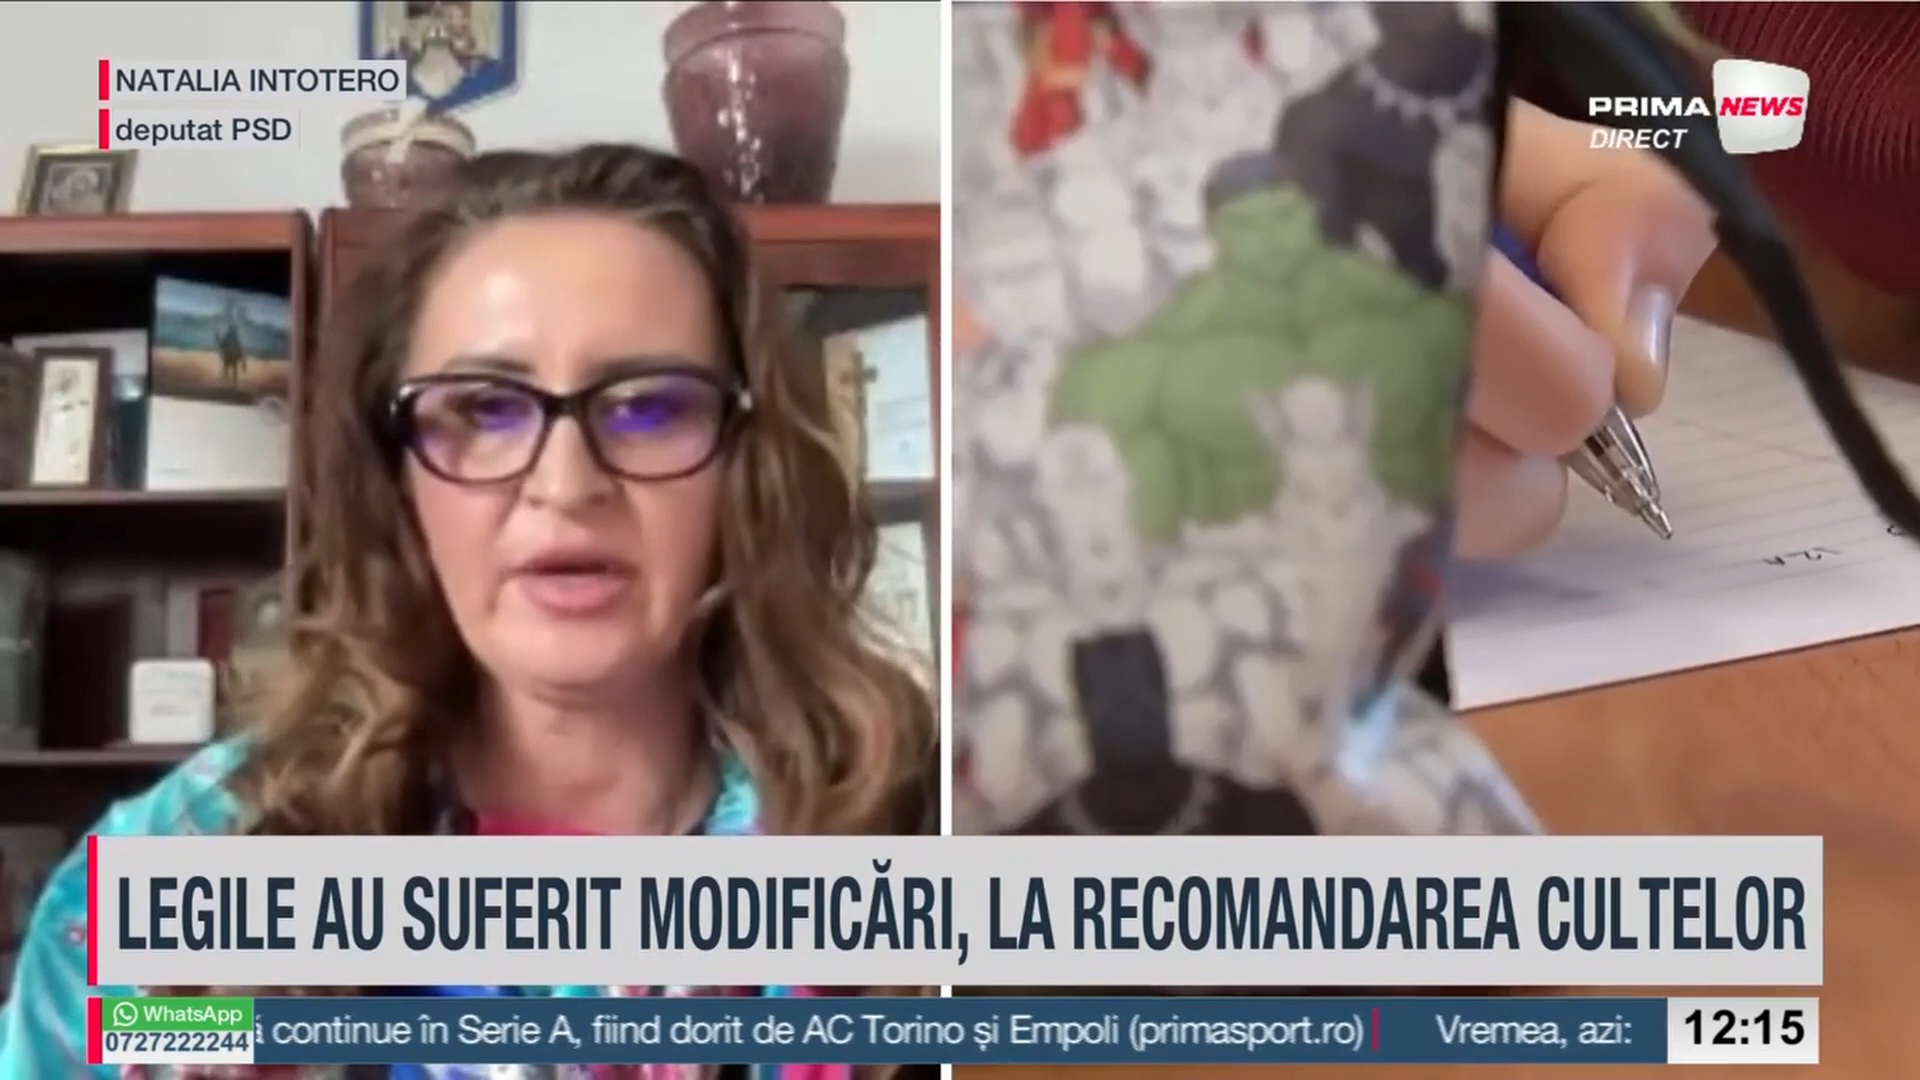 NATALIA INTOTERO
deputat PSD
PRIMA NEWS
DIRECT
LEGILE AU SUFERIT MODIFICĂRI, LA RECOMANDAREA CULTELOR
WhatsApp
0727222244
continue în Serie A, fiind dorit de AC Torino și Empoli (primasport.ro)
Vremea, azi:
12:15